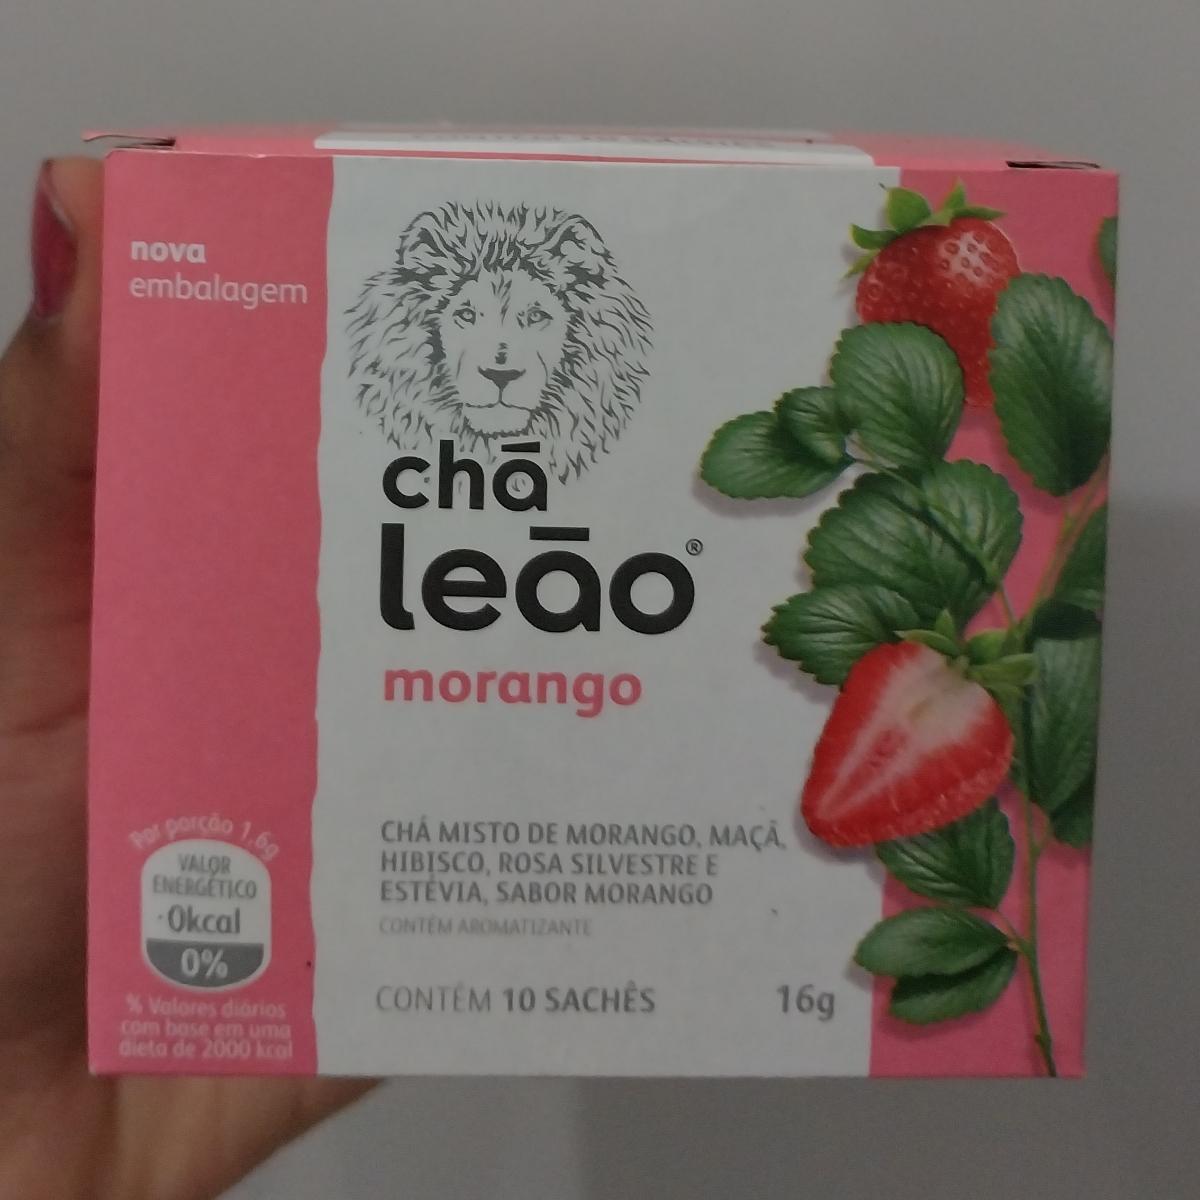 nova
embalagem
chá
leão®
morango
CHÁ MISTO DE MORANGO, MAÇÃ,
HIBISCO, ROSA SILVESTRE E
ESTÉVIA, SABOR MORANGO
CONTÉM AROMATIZANTE
CONTÉM 10 SACHÊS 16g
Por porção 1,6g
VALOR
ENERGÉTICO
0kcal
0%
% Valores diários
com base em uma
dieta de 2000 kcal